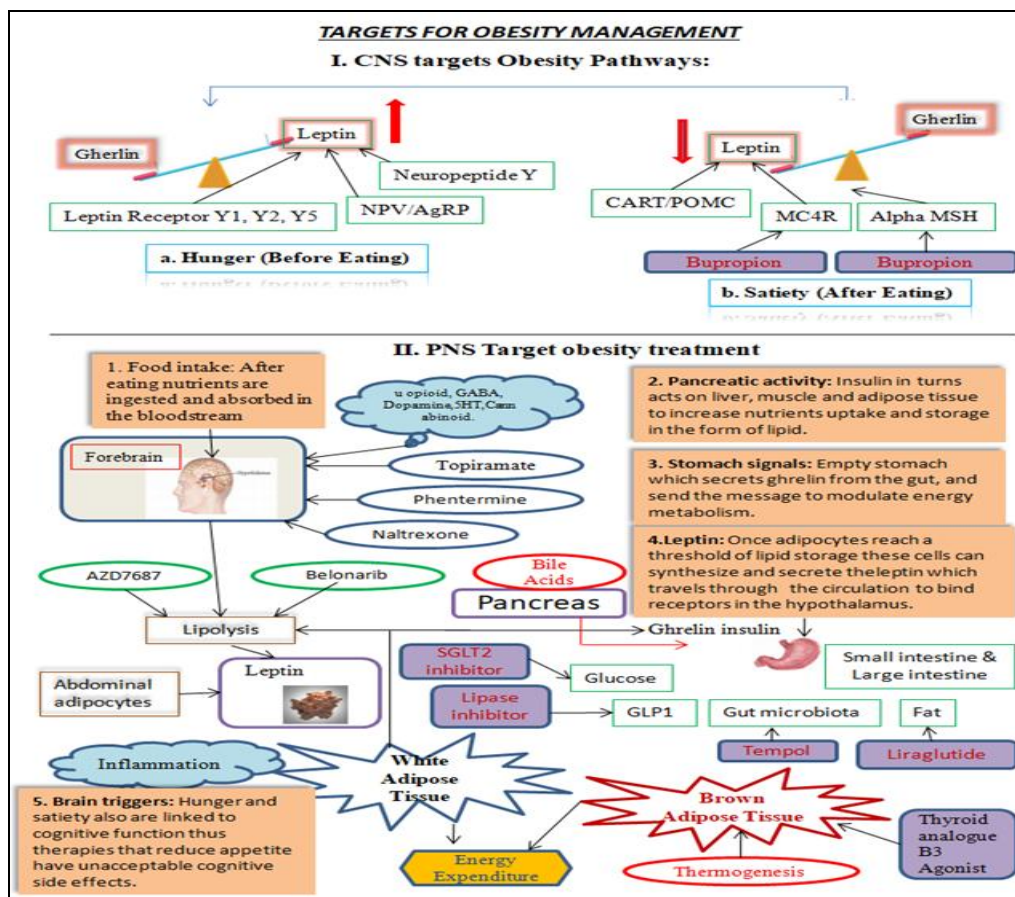 TARGETS FOR OBESITY MANAGEMENT
I. CNS targets Obesity Pathways:
Gherlin
Leptin
Neuropeptide Y
Leptin Receptor Y1, Y2, Y5
NPV/AgRP
a. Hunger (Before Eating)
Gherlin
Leptin
CART/POMC
MC4R
Alpha MSH
Bupropion
Bupropion
b. Satiety (After Eating)
II. PNS Target obesity treatment
1. Food intake: After
eating nutrients are
ingested and absorbed in
the bloodstream
u opioid, GABA,
Dopamine,5HT,Cann
abinoid.
Forebrain
Topiramate
Phentermine
Naltrexone
2. Pancreatic activity: Insulin in turns
acts on liver, muscle and adipose tissue
to increase nutrients uptake and storage
in the form of lipid.
3. Stomach signals: Empty stomach
which secrets ghrelin from the gut, and
send the message to modulate energy
metabolism.
4.Leptin: Once adipocytes reach a
threshold of lipid storage these cells can
synthesize and secrete theleptin which
travels through the circulation to bind
receptors in the hypothalamus.
AZD7687
Belonarib
Bile
Acids
Pancreas
Lipolysis
Ghrelin insulin
Leptin
Abdominal
adipocytes
SGLT2
inhibitor
Glucose
Small intestine &
Large intestine
Lipase
inhibitor
GLP1
Gut microbiota
Fat
Tempol
Liraglutide
Inflammation
White
Adipose
Tissue
5. Brain triggers: Hunger and
satiety also are linked to
cognitive function thus
therapies that reduce appetite
have unacceptable cognitive
side effects.
Brown
Adipose Tissue
Thyroid
analogue
B3
Agonist
Energy
Expenditure
Thermogenesis